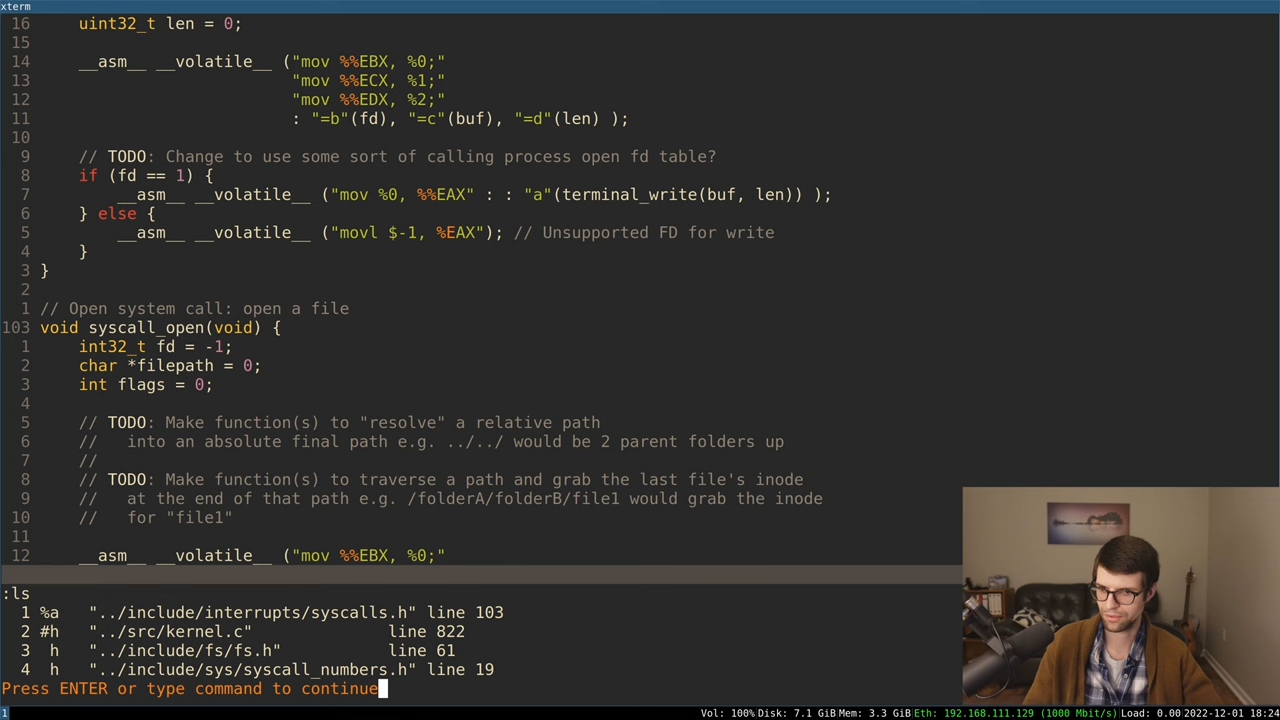 xterm
16     uint32_t len = 0;
15
14     __asm__ __volatile__ ("mov %%EBX, %0;"
13                           "mov %%ECX, %1;"
12                           "mov %%EDX, %2;"
11                           : "=b"(fd), "=c"(buf), "=d"(len) );
10
9     // TODO: Change to use some sort of calling process open fd table?
8     if (fd == 1) {
7         __asm__ __volatile__ ("mov %0, %%EAX" : : "a"(terminal_write(buf, len)) );
6     } else {
5         __asm__ __volatile__ ("movl $-1, %EAX"); // Unsupported FD for write
4     }
3 }
2
1 // Open system call: open a file
103 void syscall_open(void) {
1     int32_t fd = -1;
2     char *filepath = 0;
3     int flags = 0;
4
5     // TODO: Make function(s) to "resolve" a relative path
6     //   into an absolute final path e.g. ../../ would be 2 parent folders up
7     //
8     // TODO: Make function(s) to traverse a path and grab the last file's inode
9     //   at the end of that path e.g. /folderA/folderB/file1 would grab the inode
10     //   for "file1"
11
12     __asm__ __volatile__ ("mov %%EBX, %0;"
:ls
1 %a   "../include/interrupts/syscalls.h" line 103
2 #h   "../src/kernel.c"              line 822
3  h   "../include/fs/fs.h"           line 61
4  h   "../include/sys/syscall_numbers.h" line 19
Press ENTER or type command to continue
1 Vol: 100% Disk: 7.1 GiB Mem: 3.3 GiB Eth: 192.168.111.129 (1000 Mbit/s) Load: 0.00 2022-12-01 18:24